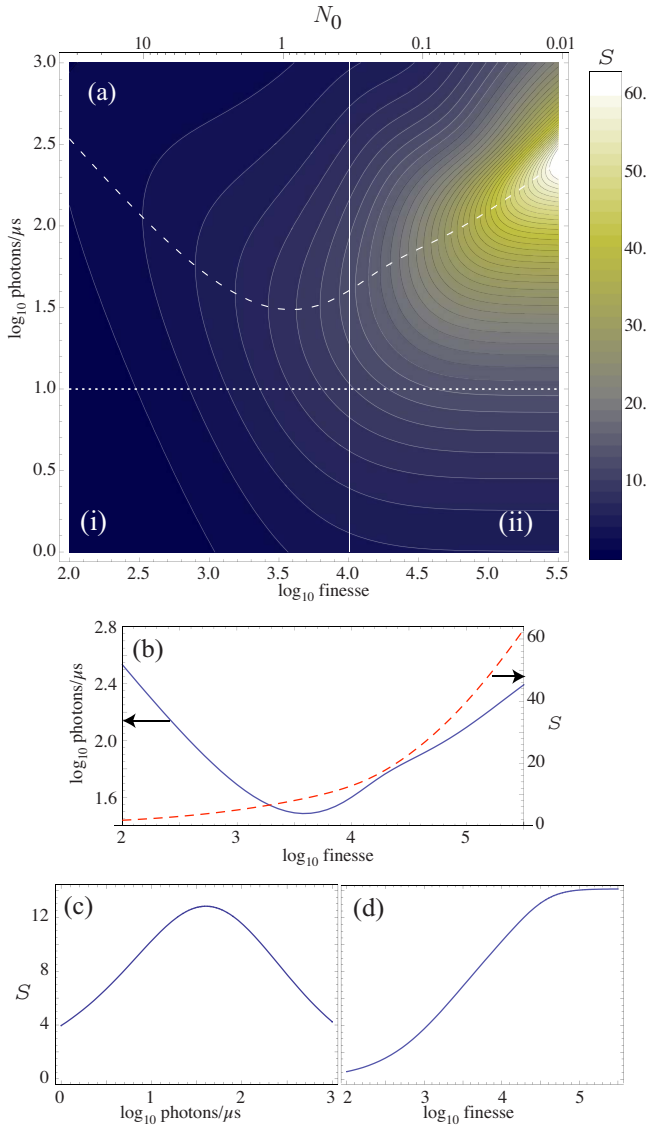 N₀
10 1 0.1 0.01
S
(a)
3.0
2.5
2.0
1.5
1.0
0.5
0.0
log₁₀ photons/μs
(i)
(ii)
60.
50.
40.
30.
20.
10.
2.0 2.5 3.0 3.5 4.0 4.5 5.0 5.5
log₁₀ finesse
(b)
2.8
2.4
2.0
1.6
log₁₀ photons/μs
60
40
20
0
S
2 3 4 5
log₁₀ finesse
(c)
12
8
4
0
S
0 1 2 3
log₁₀ photons/μs
(d)
2 3 4 5
log₁₀ finesse